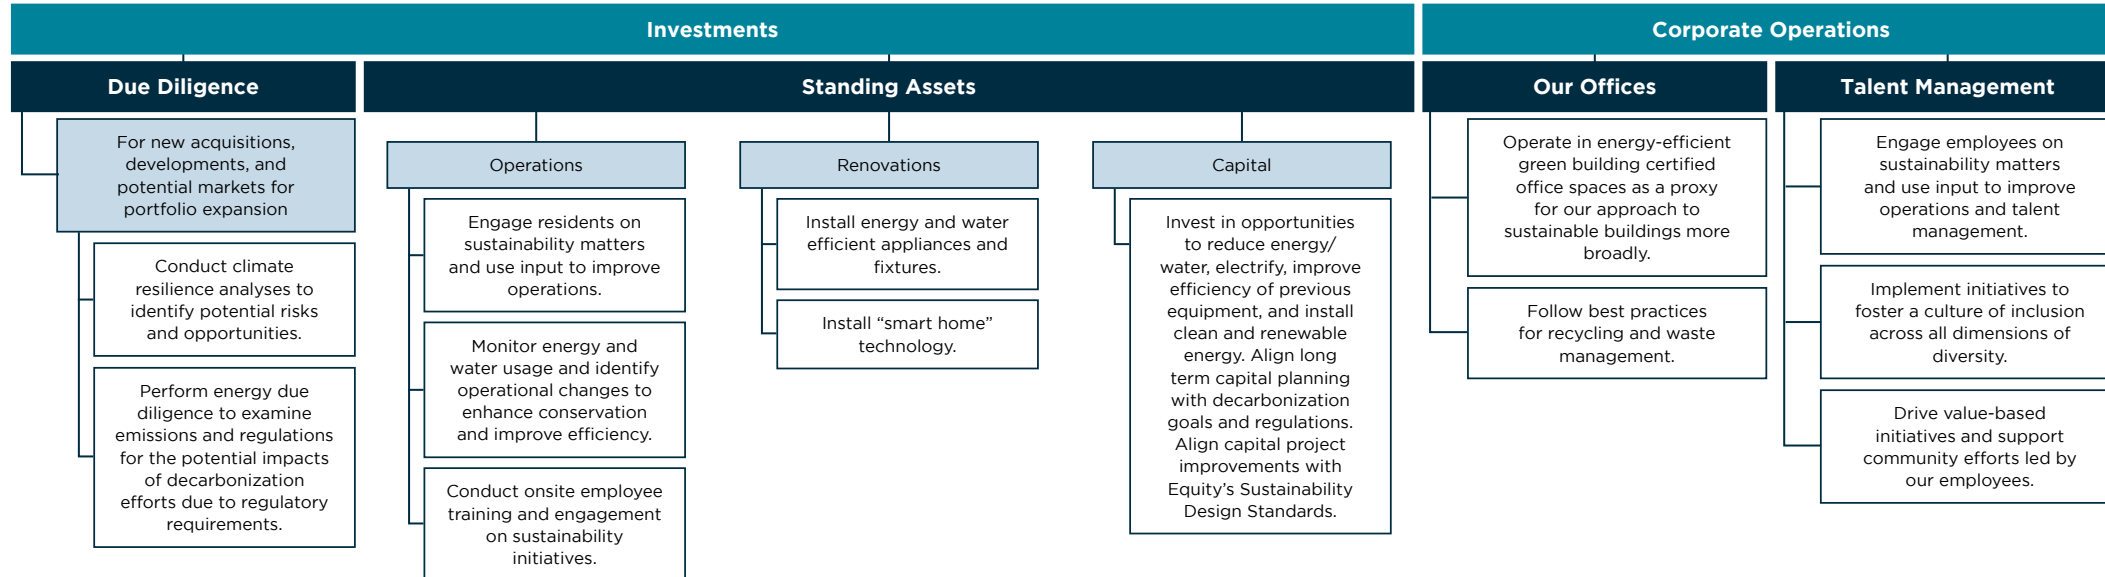 Investments
Corporate Operations
Due Diligence
Standing Assets
Our Offices
Talent Management
For new acquisitions,
developments, and
potential markets for
portfolio expansion
Conduct climate
resilience analyses to
identify potential risks
and opportunities.
Perform energy due
diligence to examine
emissions and regulations
for the potential impacts
of decarbonization
efforts due to regulatory
requirements.
Operations
Engage residents on
sustainability matters
and use input to improve
operations.
Monitor energy and
water usage and identify
operational changes to
enhance conservation
and improve efficiency.
Conduct onsite employee
training and engagement
on sustainability
initiatives.
Renovations
Install energy and water
efficient appliances and
fixtures.
Install “smart home”
technology.
Capital
Invest in opportunities
to reduce energy/
water, electrify, improve
efficiency of previous
equipment, and install
clean and renewable
energy. Align long
term capital planning
with decarbonization
goals and regulations.
Align capital project
improvements with
Equity’s Sustainability
Design Standards.
Operate in energy-efficient
green building certified
office spaces as a proxy
for our approach to
sustainable buildings more
broadly.
Follow best practices
for recycling and waste
management.
Engage employees on
sustainability matters
and use input to improve
operations and talent
management.
Implement initiatives to
foster a culture of inclusion
across all dimensions of
diversity.
Drive value-based
initiatives and support
community efforts led by
our employees.